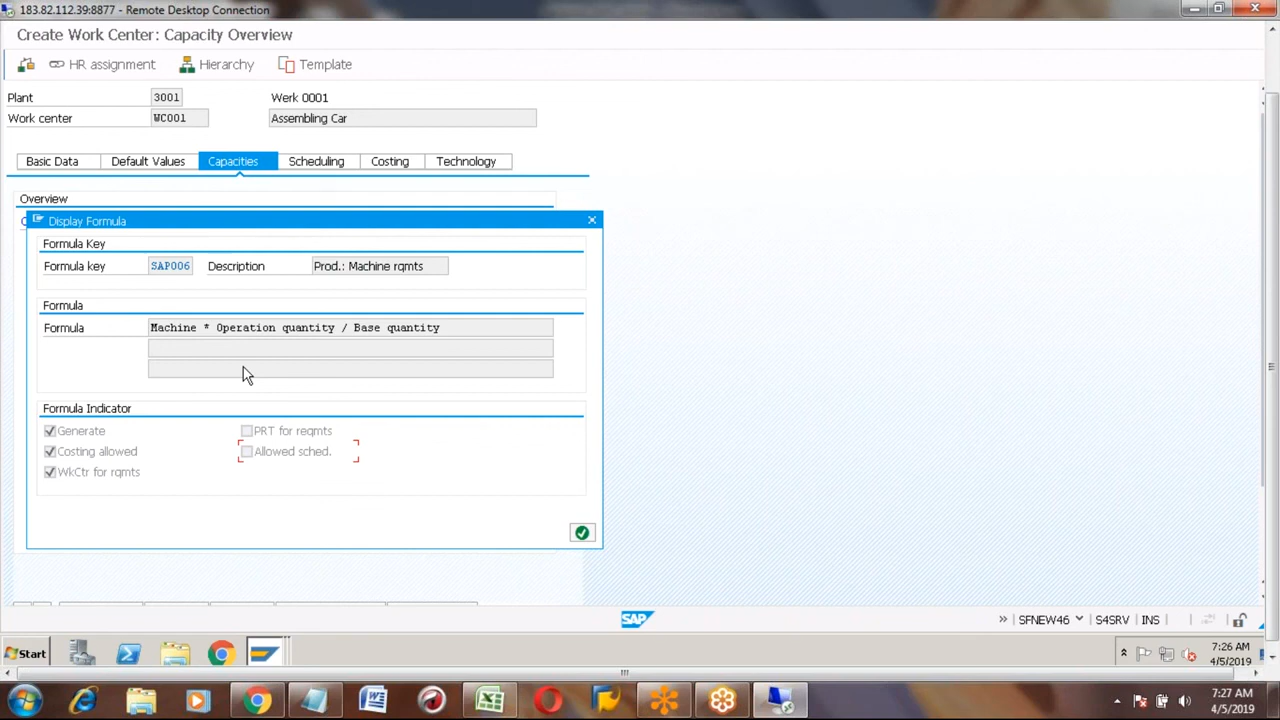 183.82.112.39:8877 - Remote Desktop Connection
Create Work Center: Capacity Overview
HR assignment Hierarchy Template
Plant 3001 Werk 0001
Work center WC001 Assembling Car
Basic Data Default Values Capacities Scheduling Costing Technology
Overview
Display Formula
Formula Key
Formula key SAP006 Description Prod.: Machine rqmts
Formula
Formula Machine * Operation quantity / Base quantity
Formula Indicator
Generate PRT for reqmts
Costing allowed Allowed sched.
WkCtr for rqmts
SAP SFNEW46 S4SRV INS
Start 7:26 AM
4/5/2019
7:27 AM
4/5/2019